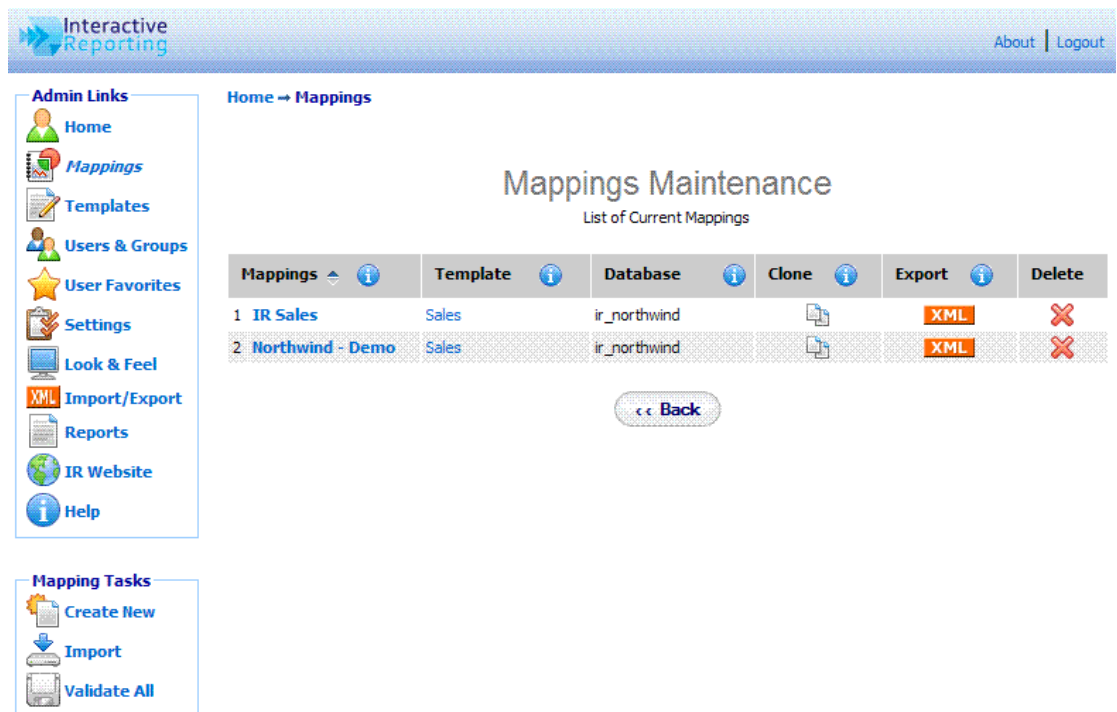 Interactive
Reporting
About | Logout
Admin Links
Home
Mappings
Templates
Users & Groups
User Favorites
Settings
Look & Feel
XML Import/Export
Reports
IR Website
Help
Mapping Tasks
Create New
Import
Validate All
Home → Mappings
Mappings Maintenance
List of Current Mappings
Mappings Template Database Clone Export Delete
1 IR Sales Sales ir_northwind XML
2 Northwind - Demo Sales ir_northwind XML
‹‹ Back